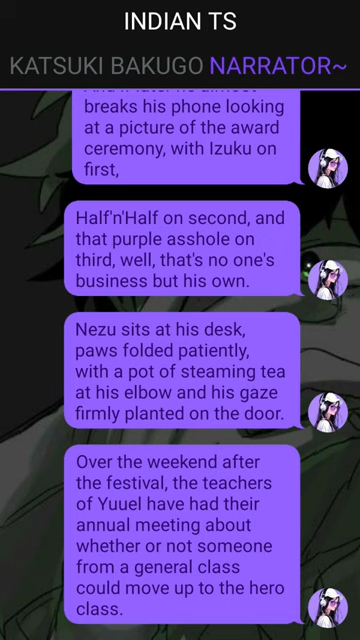 INDIAN TS
KATSUKI BAKUGO NARRATOR~
breaks his phone looking
at a picture of the award
ceremony, with Izuku on
first,
Half'n'Half on second, and
that purple asshole on
third, well, that's no one's
business but his own.
Nezu sits at his desk,
paws folded patiently,
with a pot of steaming tea
at his elbow and his gaze
firmly planted on the door.
Over the weekend after
the festival, the teachers
of Yuuel have had their
annual meeting about
whether or not someone
from a general class
could move up to the hero
class.